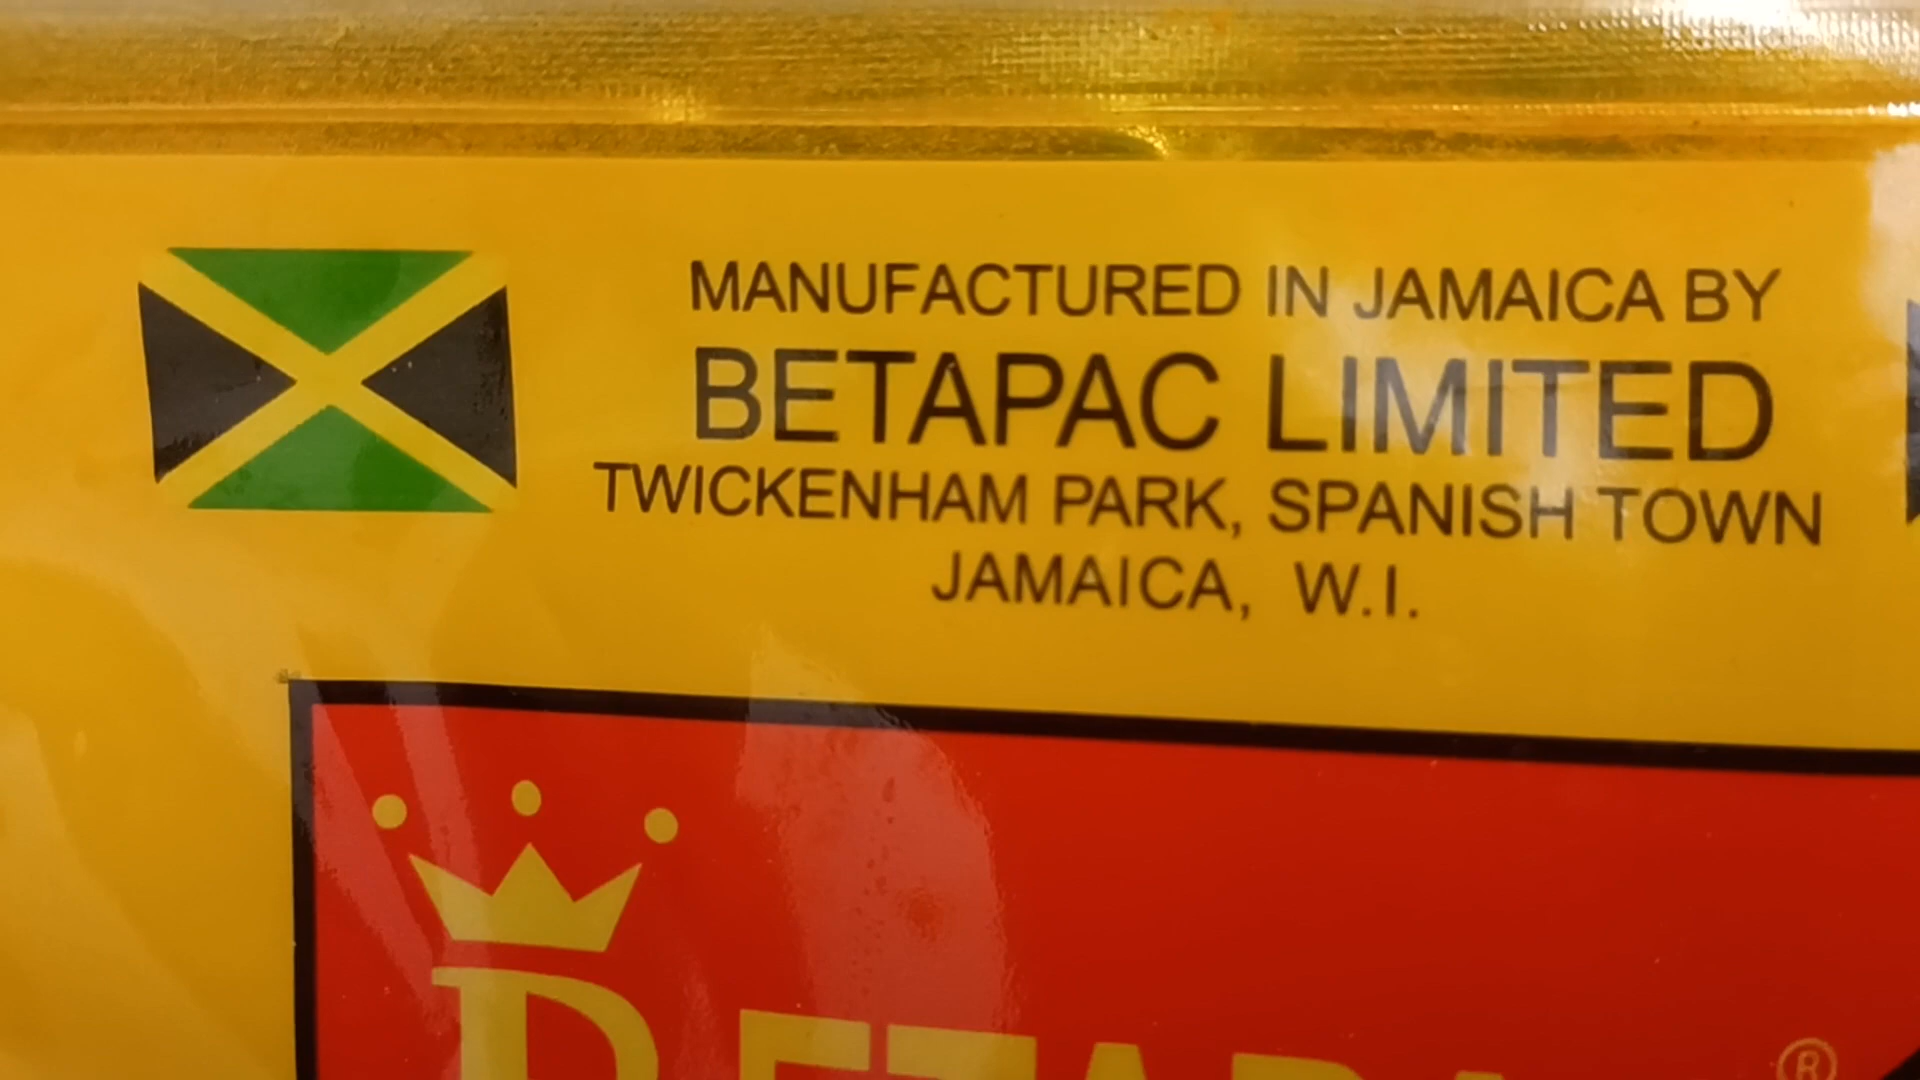 MANUFACTURED IN JAMAICA BY
BETAPAC LIMITED
TWICKENHAM PARK, SPANISH TOWN
JAMAICA, W.I.
®